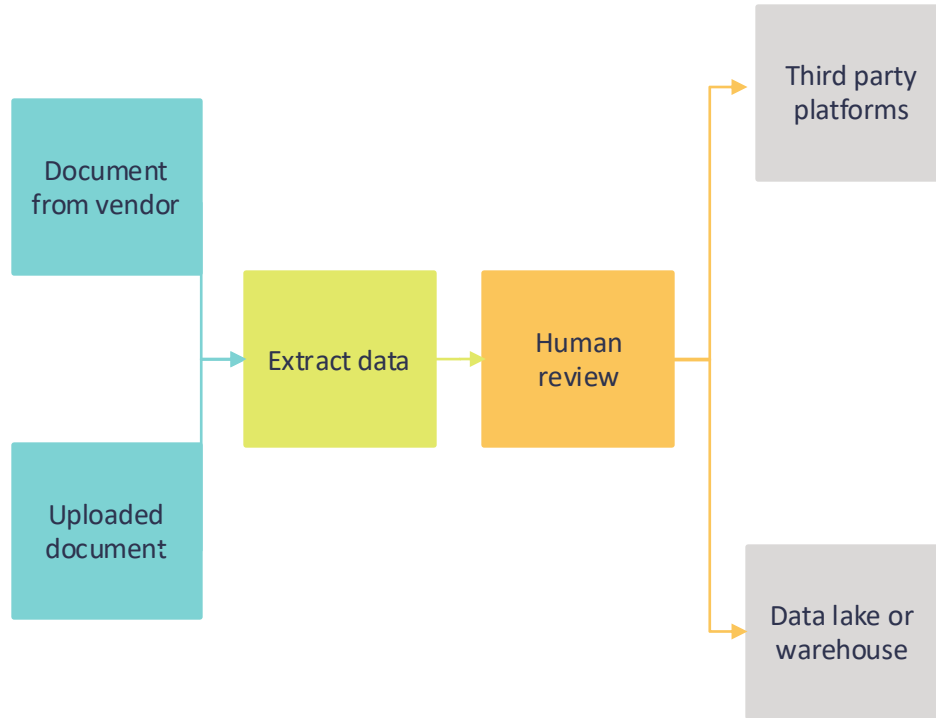 Third party
platforms
Document
from vendor
Extract data
Human
review
Uploaded
document
Data lake or
warehouse